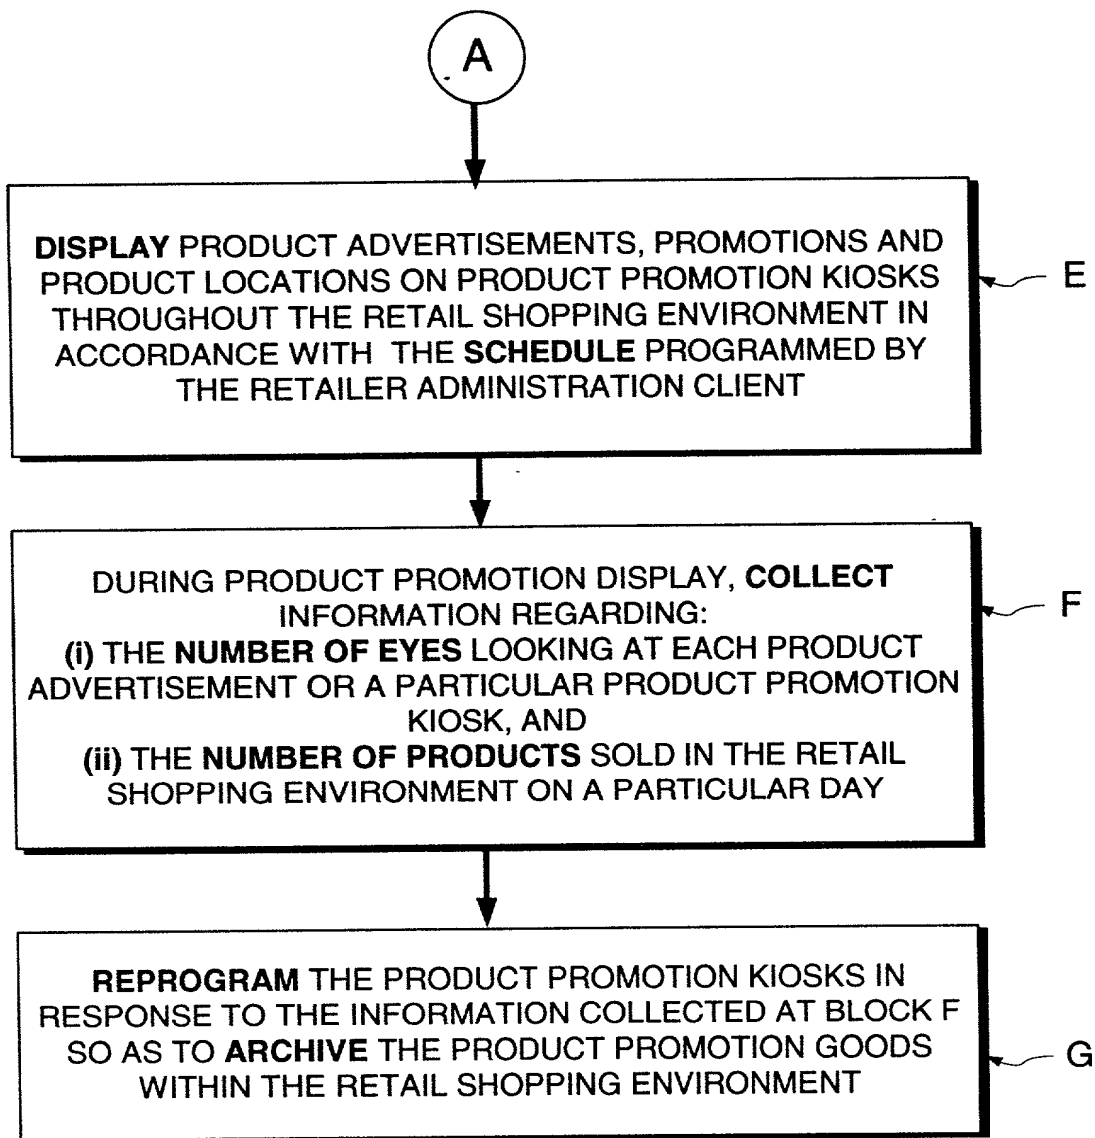 A
DISPLAY PRODUCT ADVERTISEMENTS, PROMOTIONS AND
PRODUCT LOCATIONS ON PRODUCT PROMOTION KIOSKS
THROUGHOUT THE RETAIL SHOPPING ENVIRONMENT IN
ACCORDANCE WITH THE SCHEDULE PROGRAMMED BY
THE RETAILER ADMINISTRATION CLIENT
E
DURING PRODUCT PROMOTION DISPLAY, COLLECT
INFORMATION REGARDING:
(i) THE NUMBER OF EYES LOOKING AT EACH PRODUCT
ADVERTISEMENT OR A PARTICULAR PRODUCT PROMOTION
KIOSK, AND
(ii) THE NUMBER OF PRODUCTS SOLD IN THE RETAIL
SHOPPING ENVIRONMENT ON A PARTICULAR DAY
F
REPROGRAM THE PRODUCT PROMOTION KIOSKS IN
RESPONSE TO THE INFORMATION COLLECTED AT BLOCK F
SO AS TO ARCHIVE THE PRODUCT PROMOTION GOODS
WITHIN THE RETAIL SHOPPING ENVIRONMENT
G